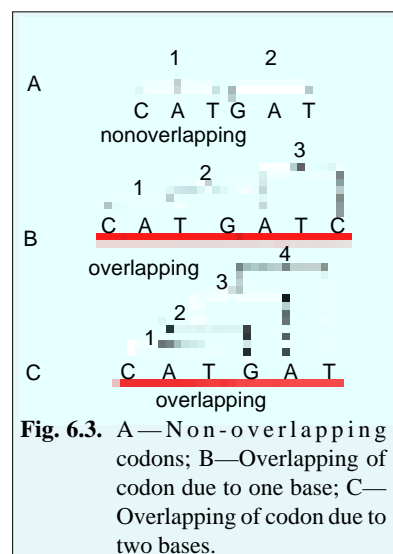 1 2
A
C A T G A T
nonoverlapping
3
1 2
C A T G A T C
B
overlapping
4
3
2
1
C C A T G A T
overlapping
Fig. 6.3. A—Non-overlapping
codons; B—Overlapping of
codon due to one base; C—
Overlapping of codon due to
two bases.